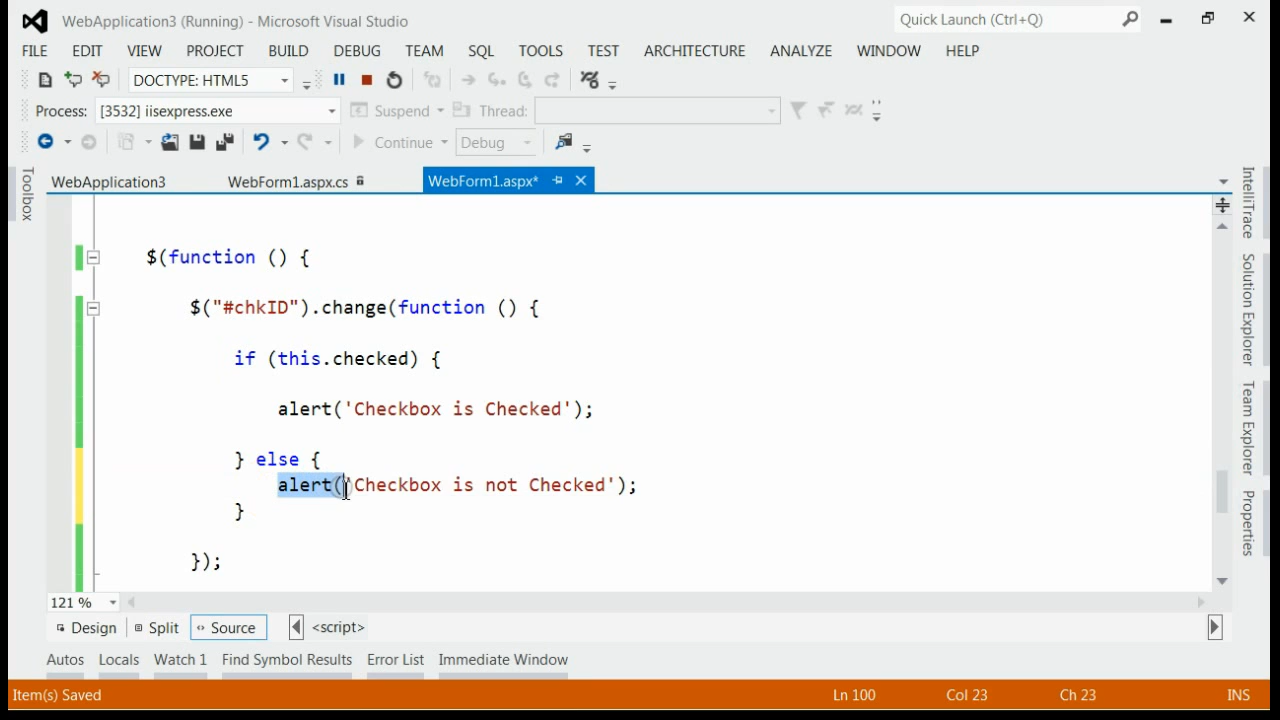 WebApplication3 (Running) - Microsoft Visual Studio
Quick Launch (Ctrl+Q)
FILE EDIT VIEW PROJECT BUILD DEBUG TEAM SQL TOOLS TEST ARCHITECTURE ANALYZE WINDOW HELP
DOCTYPE: HTML5
Process: [3532] iisexpress.exe Suspend Thread:
Continue Debug
WebApplication3 WebForm1.aspx.cs WebForm1.aspx*
Toolbox
$(function () {
$("#chkID").change(function () {
if (this.checked) {
alert('Checkbox is Checked');
} else {
alert('Checkbox is not Checked');
}
});
IntelliTrace
Solution Explorer
Team Explorer
Properties
121 %
Design Split Source <script>
Autos Locals Watch 1 Find Symbol Results Error List Immediate Window
Item(s) Saved Ln 100 Col 23 Ch 23 INS